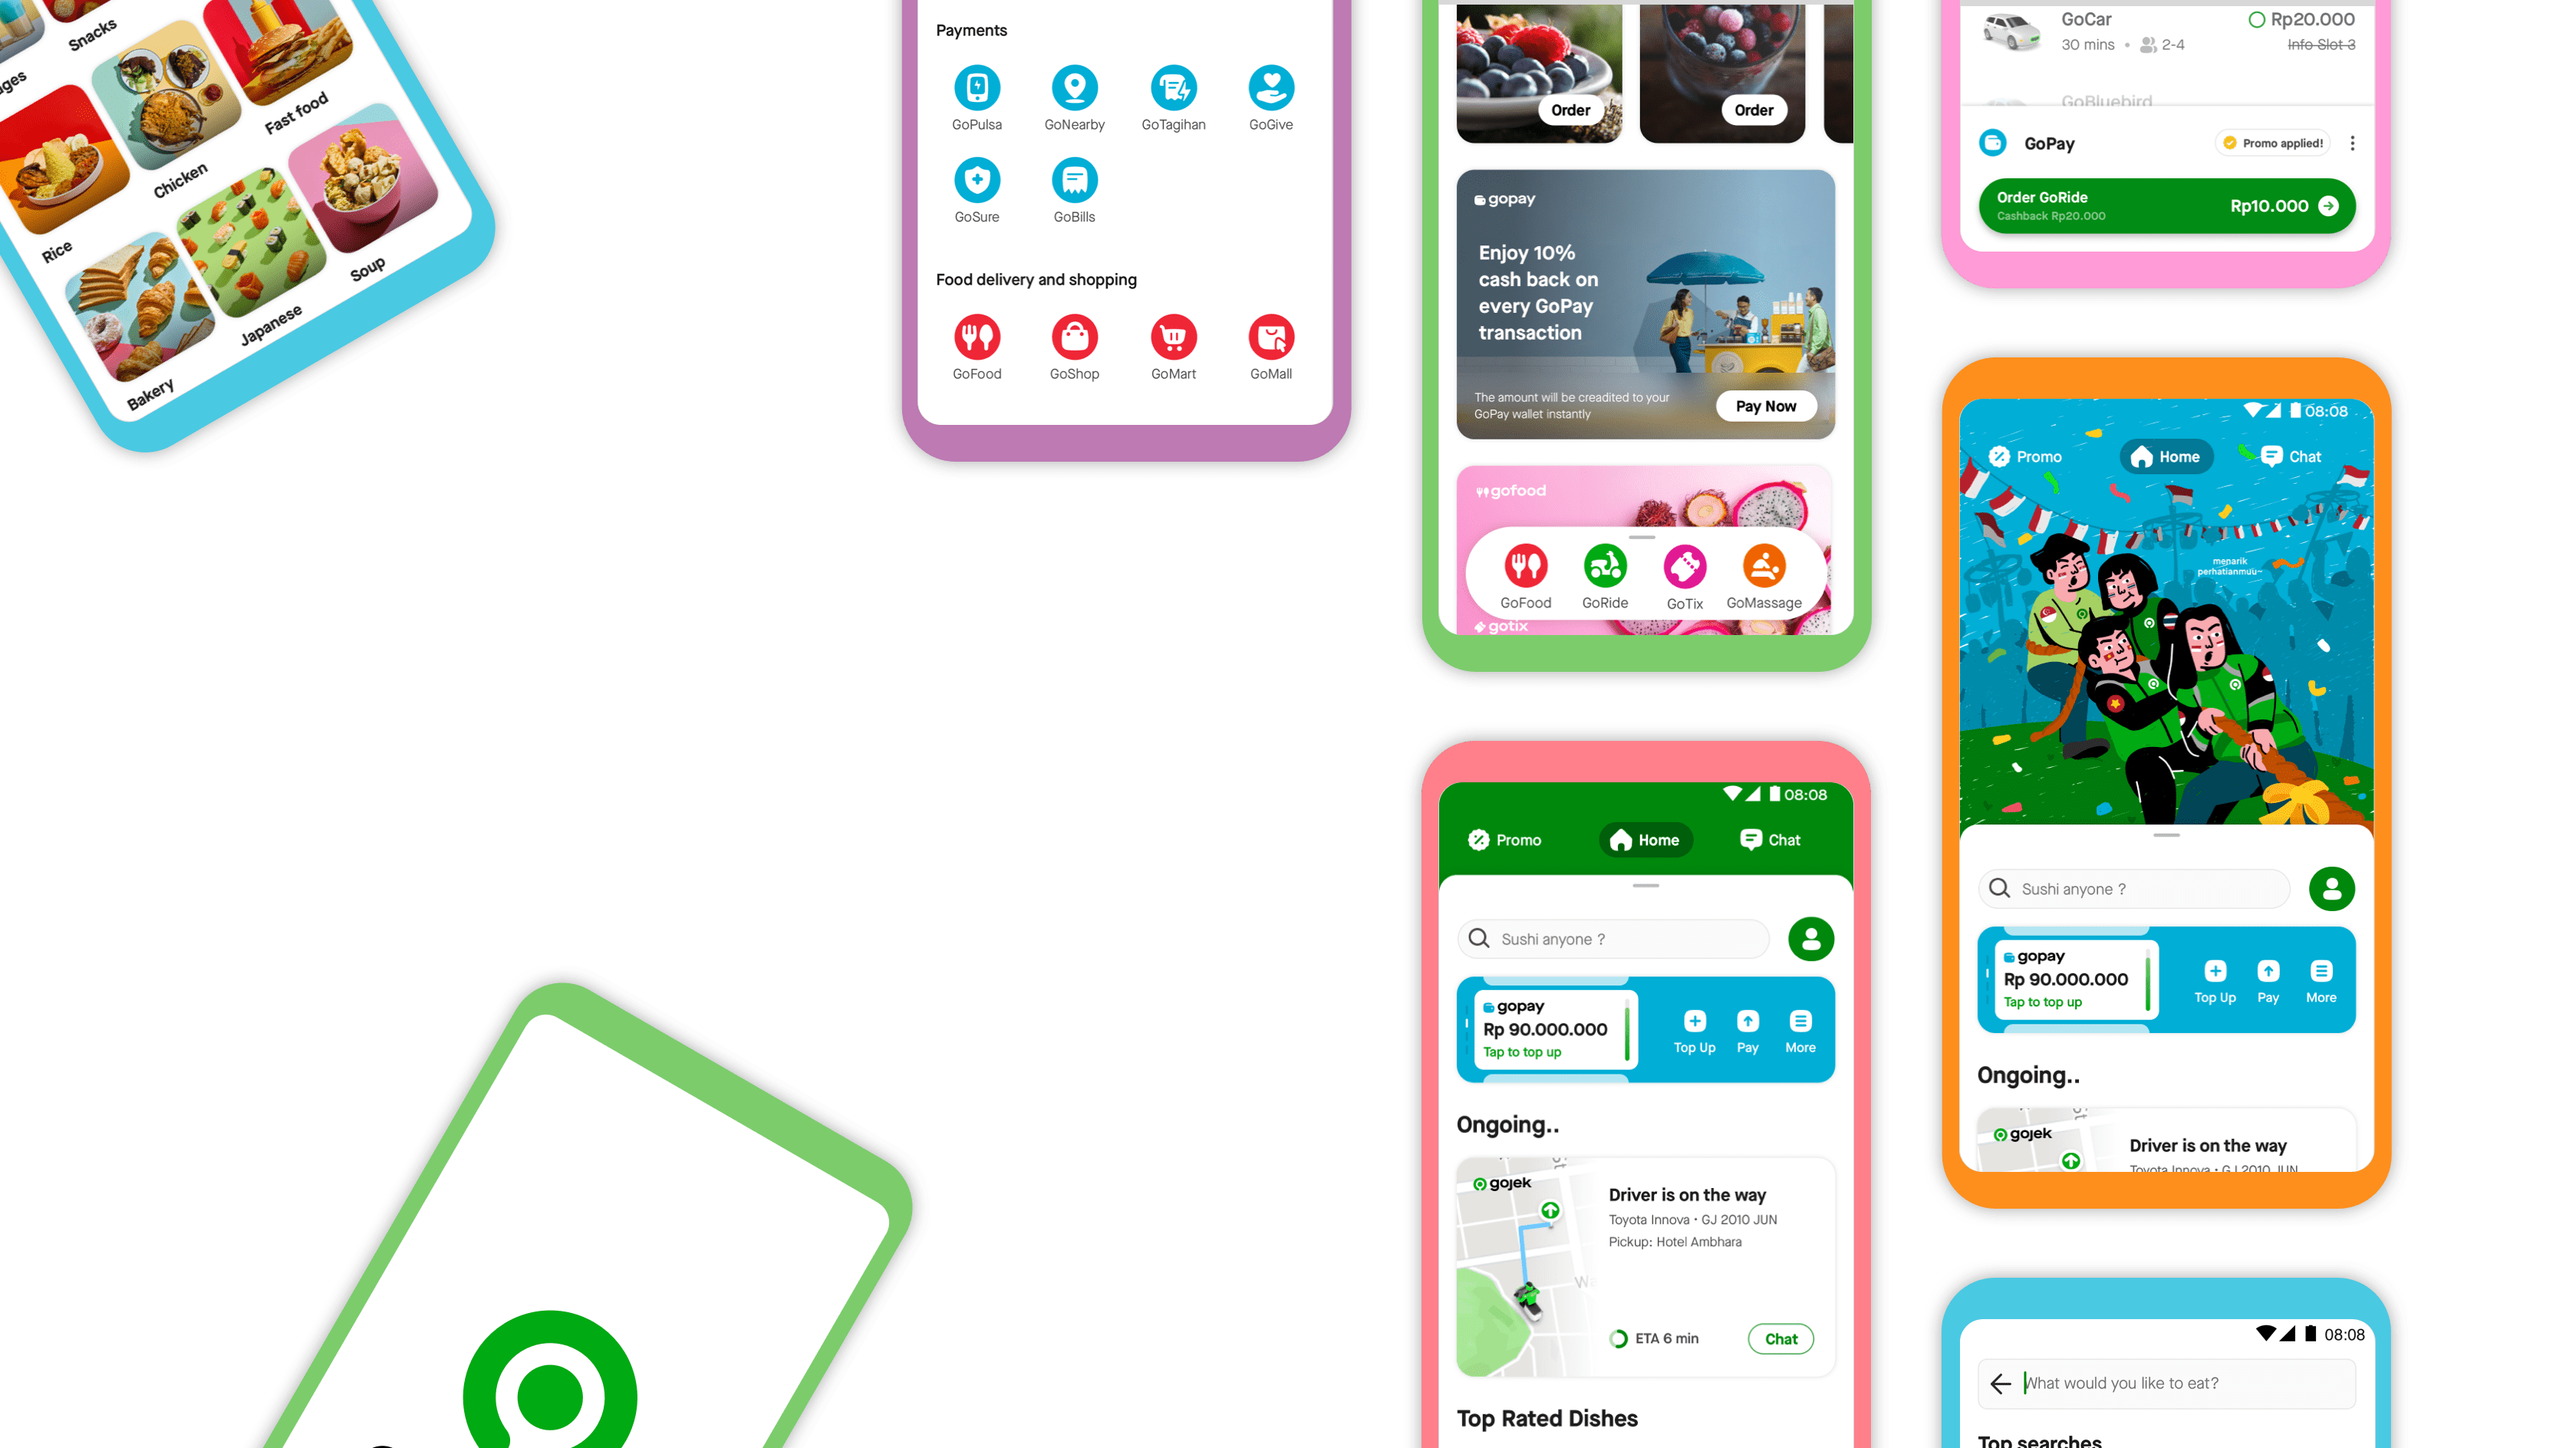 Snacks
ges
Fast food
Chicken
Rice
Soup
Japanese
Bakery
Payments
GoPulsa
GoNearby
GoTagihan
GoGive
GoSure
GoBills
Food delivery and shopping
GoFood
GoShop
GoMart
GoMall
Order
Order
gopay
Enjoy 10%
cash back on
every GoPay
transaction
The amount will be creadited to your
GoPay wallet instantly
Pay Now
gofood
GoFood
GoRide
GoTix
GoMassage
gotix
08:08
Promo
Home
Chat
Sushi anyone ?
gopay
Rp 90.000.000
Tap to top up
Top Up
Pay
More
Ongoing..
St
gojek
Driver is on the way
Toyota Innova • GJ 2010 JUN
Pickup: Hotel Ambhara
Wa
ETA 6 min
Chat
Top Rated Dishes
GoCar
Rp20.000
30 mins • 2-4
Info Slot 3
GoBluebird
GoPay
Promo applied!
Order GoRide
Cashback Rp20.000
Rp10.000
08:08
Promo
Home
Chat
menarik
perhatianmuu~
Sushi anyone ?
gopay
Rp 90.000.000
Tap to top up
Top Up
Pay
More
Ongoing..
St
gojek
Driver is on the way
Toyota Innova • GJ 2010 JUN
08:08
What would you like to eat?
Top searches